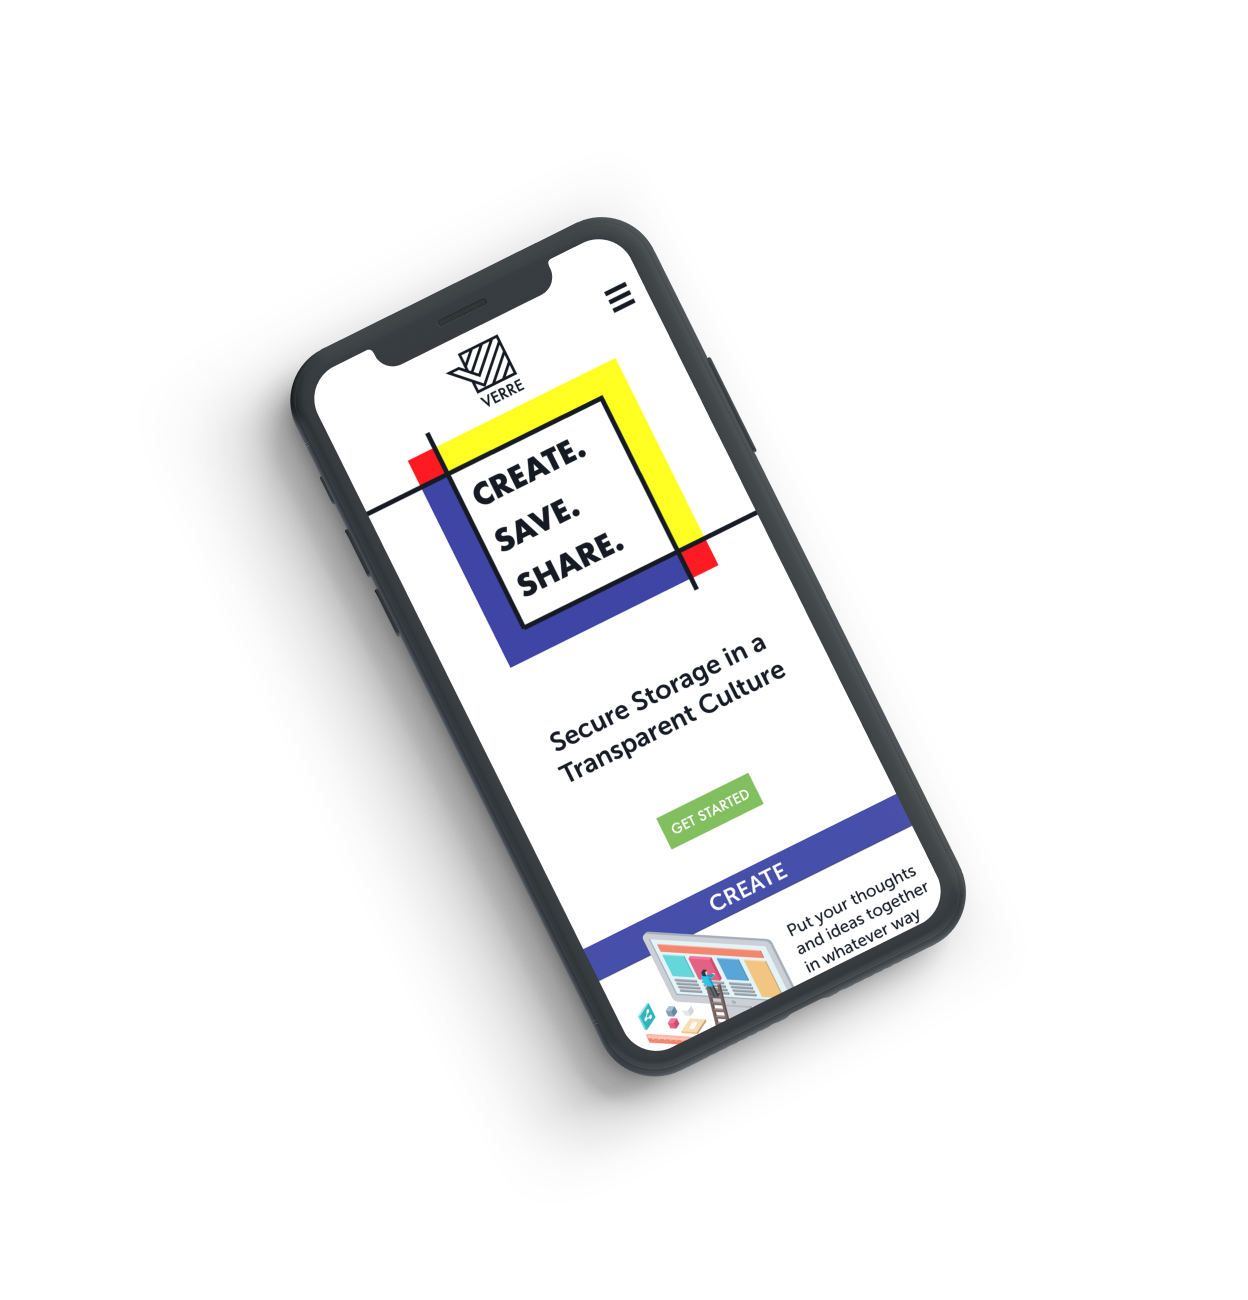 VERRE
CREATE.
SAVE.
SHARE.
Secure Storage in a
Transparent Culture
GET STARTED
CREATE
Put your thoughts
and ideas together
in whatever way